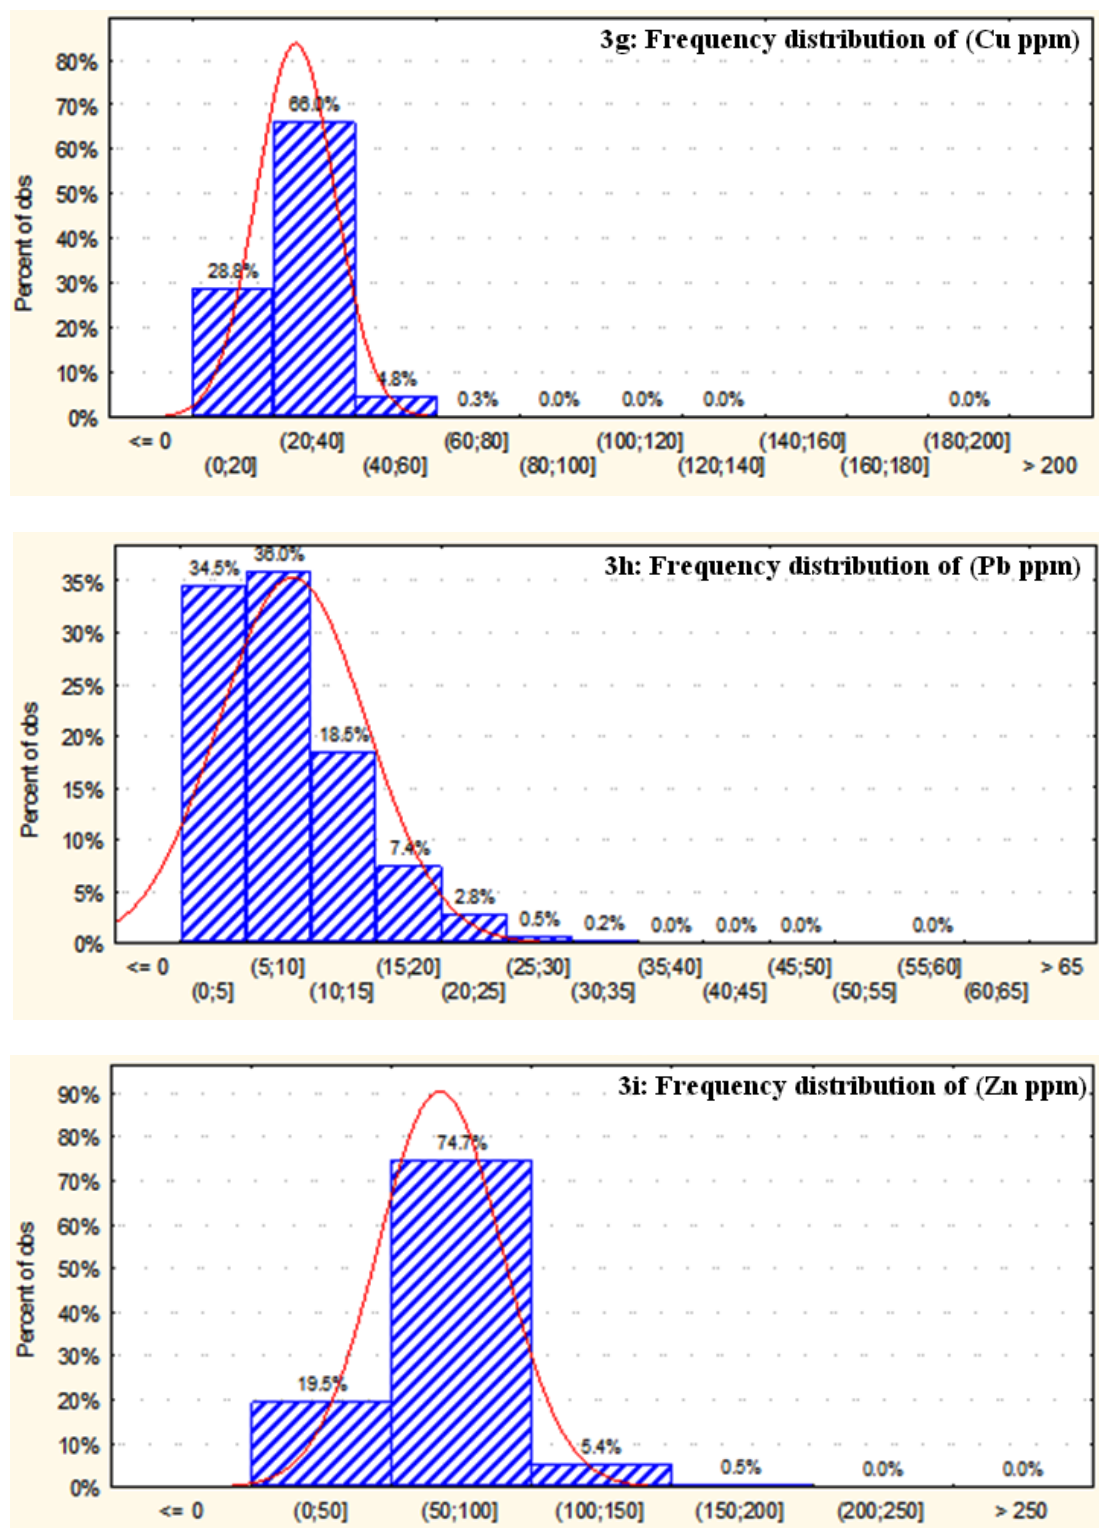 3g: Frequency distribution of (Cu ppm)
Percent of obs
80%
70%
60%
50%
40%
30%
20%
10%
0%
66.0%
28.8%
4.8%
0.3% 0.0% 0.0% 0.0% 0.0%
<= 0 (20;40] (60;80] (100;120] (140;160] (180;200]
(0;20] (40;60] (80;100] (120;140] (160;180] > 200
3h: Frequency distribution of (Pb ppm)
Percent of obs
35%
30%
25%
20%
15%
10%
5%
0%
36.0%
34.5%
18.5%
7.4%
2.8%
0.5% 0.2% 0.0% 0.0% 0.0% 0.0%
<= 0 (5;10] (15;20] (25;30] (35;40] (45;50] (55;60] > 65
(0;5] (10;15] (20;25] (30;35] (40;45] (50;55] (60;65]
3i: Frequency distribution of (Zn ppm)
Percent of obs
90%
80%
70%
60%
50%
40%
30%
20%
10%
0%
74.7%
19.5%
5.4%
0.5% 0.0% 0.0%
<= 0 (0;50] (50;100] (100;150] (150;200] (200;250] > 250